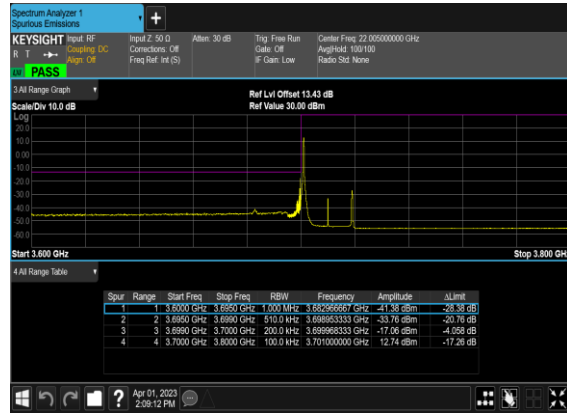 Spectrum Analyzer 1
Spurious Emissions
KEYSIGHT Input: RF Input Z: 50 Ω Atten: 30 dB Trig: Free Run Center Freq: 22.005000000 GHz
R T Coupling: DC Corrections: Off Gate: Off Avg|Hold: 100/100
Align: Off Freq Ref: Int (S) IF Gain: Low Radio Std: None
LW PASS
3 All Range Graph
Ref Lvl Offset 13.43 dB
Scale/Div 10.0 dB Ref Value 30.00 dBm
Log
20.0
10.0
0.00
-10.0
-20.0
-30.0
-40.0
-50.0
-60.0
Start 3.600 GHz Stop 3.800 GHz
4 All Range Table
Spur Range Start Freq Stop Freq RBW Frequency Amplitude ΔLimit
1 1 3.6000 GHz 3.6950 GHz 1.000 MHz 3.682966667 GHz -41.38 dBm -28.38 dB
2 2 3.6950 GHz 3.6990 GHz 510.0 kHz 3.698953333 GHz -33.76 dBm -20.76 dB
3 3 3.6990 GHz 3.7000 GHz 200.0 kHz 3.699968333 GHz -17.06 dBm -4.058 dB
4 4 3.7000 GHz 3.8000 GHz 100.0 kHz 3.701000000 GHz 12.74 dBm -17.26 dB
? Apr 01, 2023
2:09:12 PM